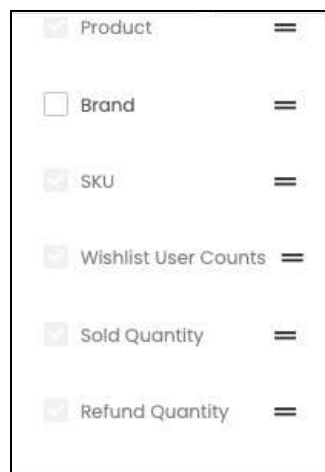 Product
Brand
SKU
Wishlist User Counts
Sold Quantity
Refund Quantity